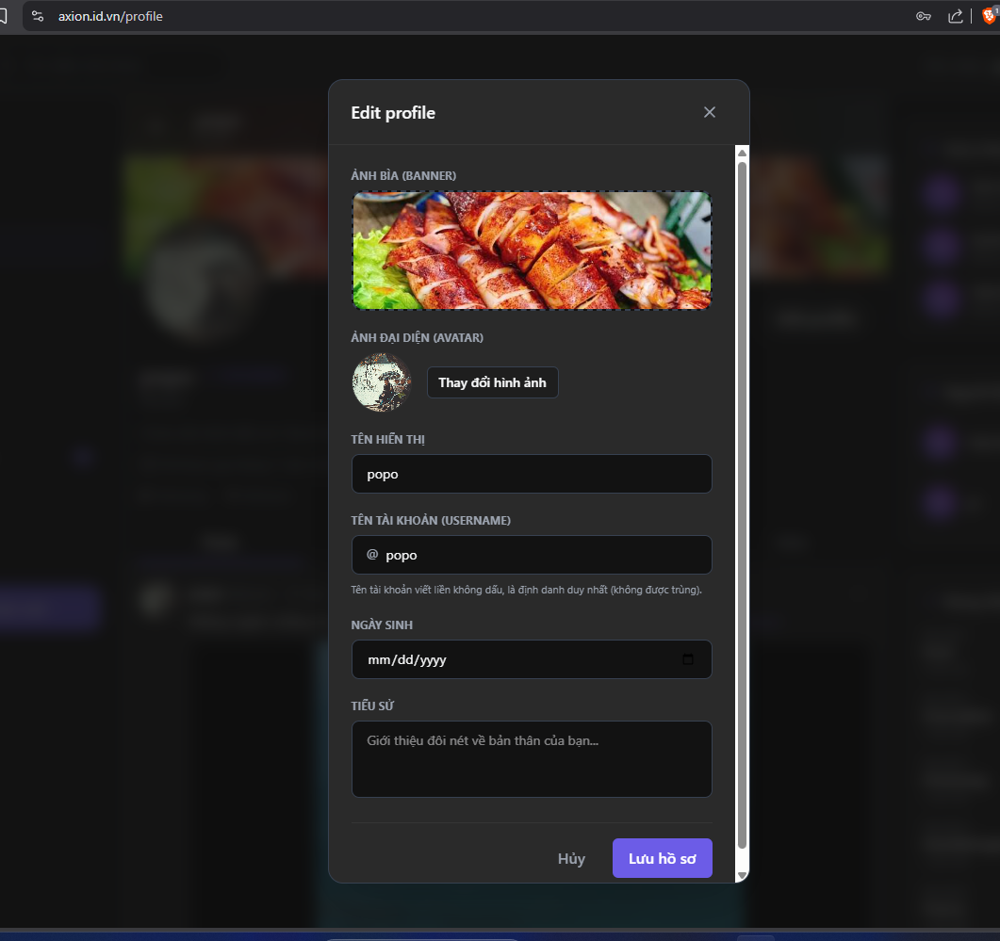 axion.id.vn/profile
1
Edit profile
ẢNH BÌA (BANNER)
ẢNH ĐẠI DIỆN (AVATAR)
Thay đổi hình ảnh
TÊN HIỂN THỊ
popo
TÊN TÀI KHOẢN (USERNAME)
@ popo
Tên tài khoản viết liền không dấu, là định danh duy nhất (không được trùng).
NGÀY SINH
mm/dd/yyyy
TIỂU SỬ
Giới thiệu đôi nét về bản thân của bạn...
Hủy
Lưu hồ sơ